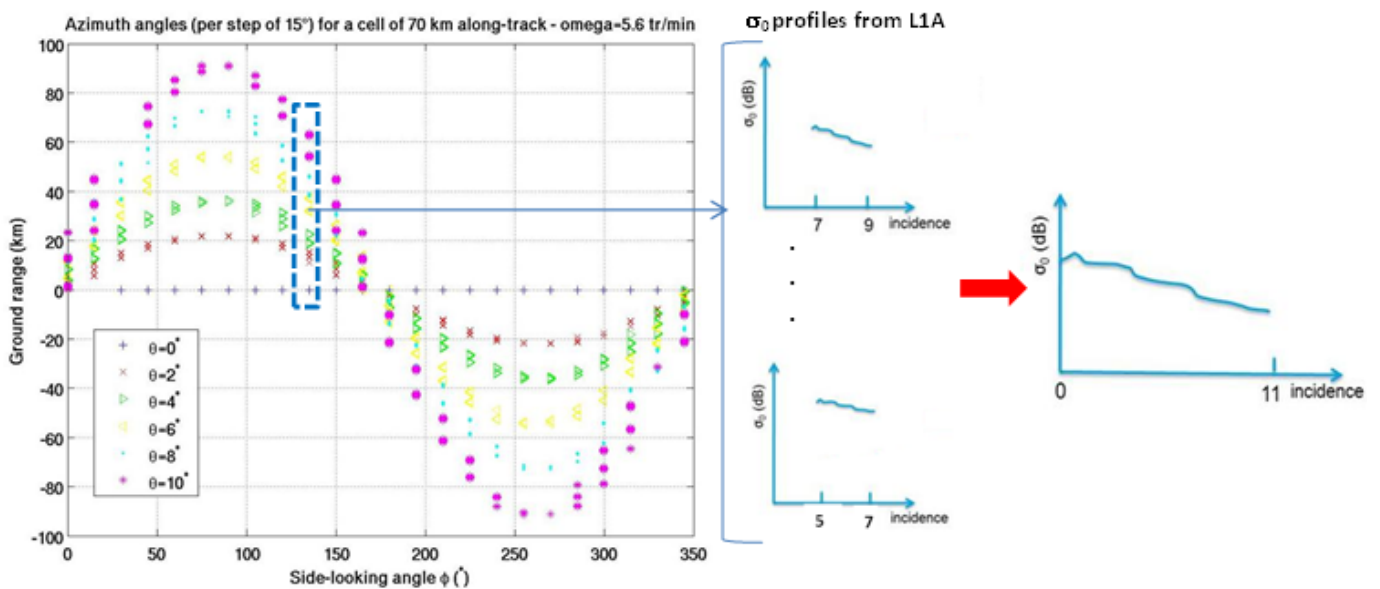 Azimuth angles (per step of 15°) for a cell of 70 km along-track - omega=5.6 tr/min
100
80
60
40
20
0
-20
-40
-60
-80
-100
Ground range (km)
0
50
100
150
200
250
300
350
Side-looking angle ϕ (°)
θ=0°
θ=2°
θ=4°
θ=6°
θ=8°
θ=10°
σ₀ profiles from L1A
σ₀ (dB)
7
9
incidence
σ₀ (dB)
5
7
incidence
σ₀ (dB)
0
11
incidence